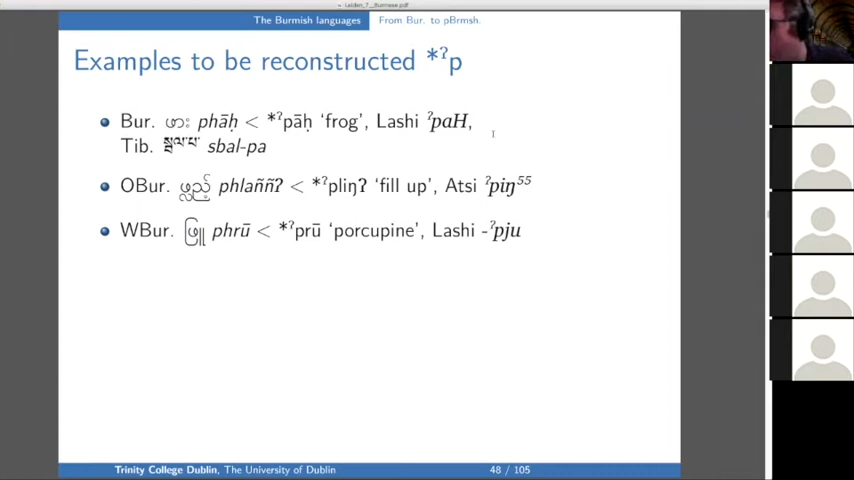 Leiden_7__Burmese.pdf
The Burmish languages From Bur. to pBrmsh.
Examples to be reconstructed *ˀp
Bur. ဖား phāḥ < *ˀpāḥ ‘frog’, Lashi ˀpaH,
Tib. སྦལ་པ་ sbal-pa
OBur. ဖ္လည့် phlaññʔ < *ˀpliŋʔ ‘fill up’, Atsi ˀpiŋ⁵⁵
WBur. ဖြူ phrū < *ˀprū ‘porcupine’, Lashi -ˀpju
Trinity College Dublin, The University of Dublin 48 / 105